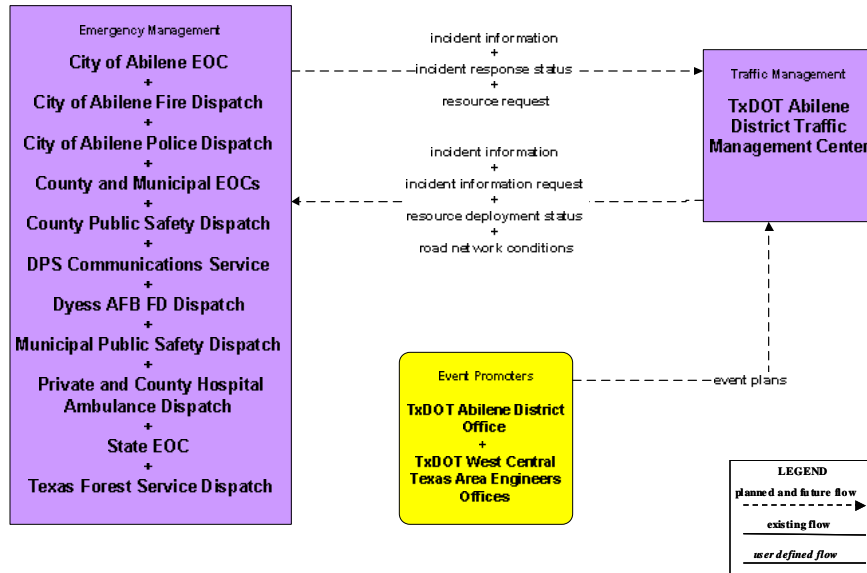 Emergency Management
City of Abilene EOC
+
City of Abilene Fire Dispatch
+
City of Abilene Police Dispatch
+
County and Municipal EOCs
+
County Public Safety Dispatch
+
DPS Communications Service
+
Dyess AFB FD Dispatch
+
Municipal Public Safety Dispatch
+
Private and County Hospital
Ambulance Dispatch
+
State EOC
+
Texas Forest Service Dispatch
incident information
+
incident response status
+
resource request
incident information
+
incident information request
+
resource deployment status
+
road network conditions
Traffic Management
TxDOT Abilene
District Traffic
Management Center
Event Promoters
TxDOT Abilene District
Office
+
TxDOT West Central
Texas Area Engineers
Offices
event plans
LEGEND
planned and future flow
existing flow
user defined flow